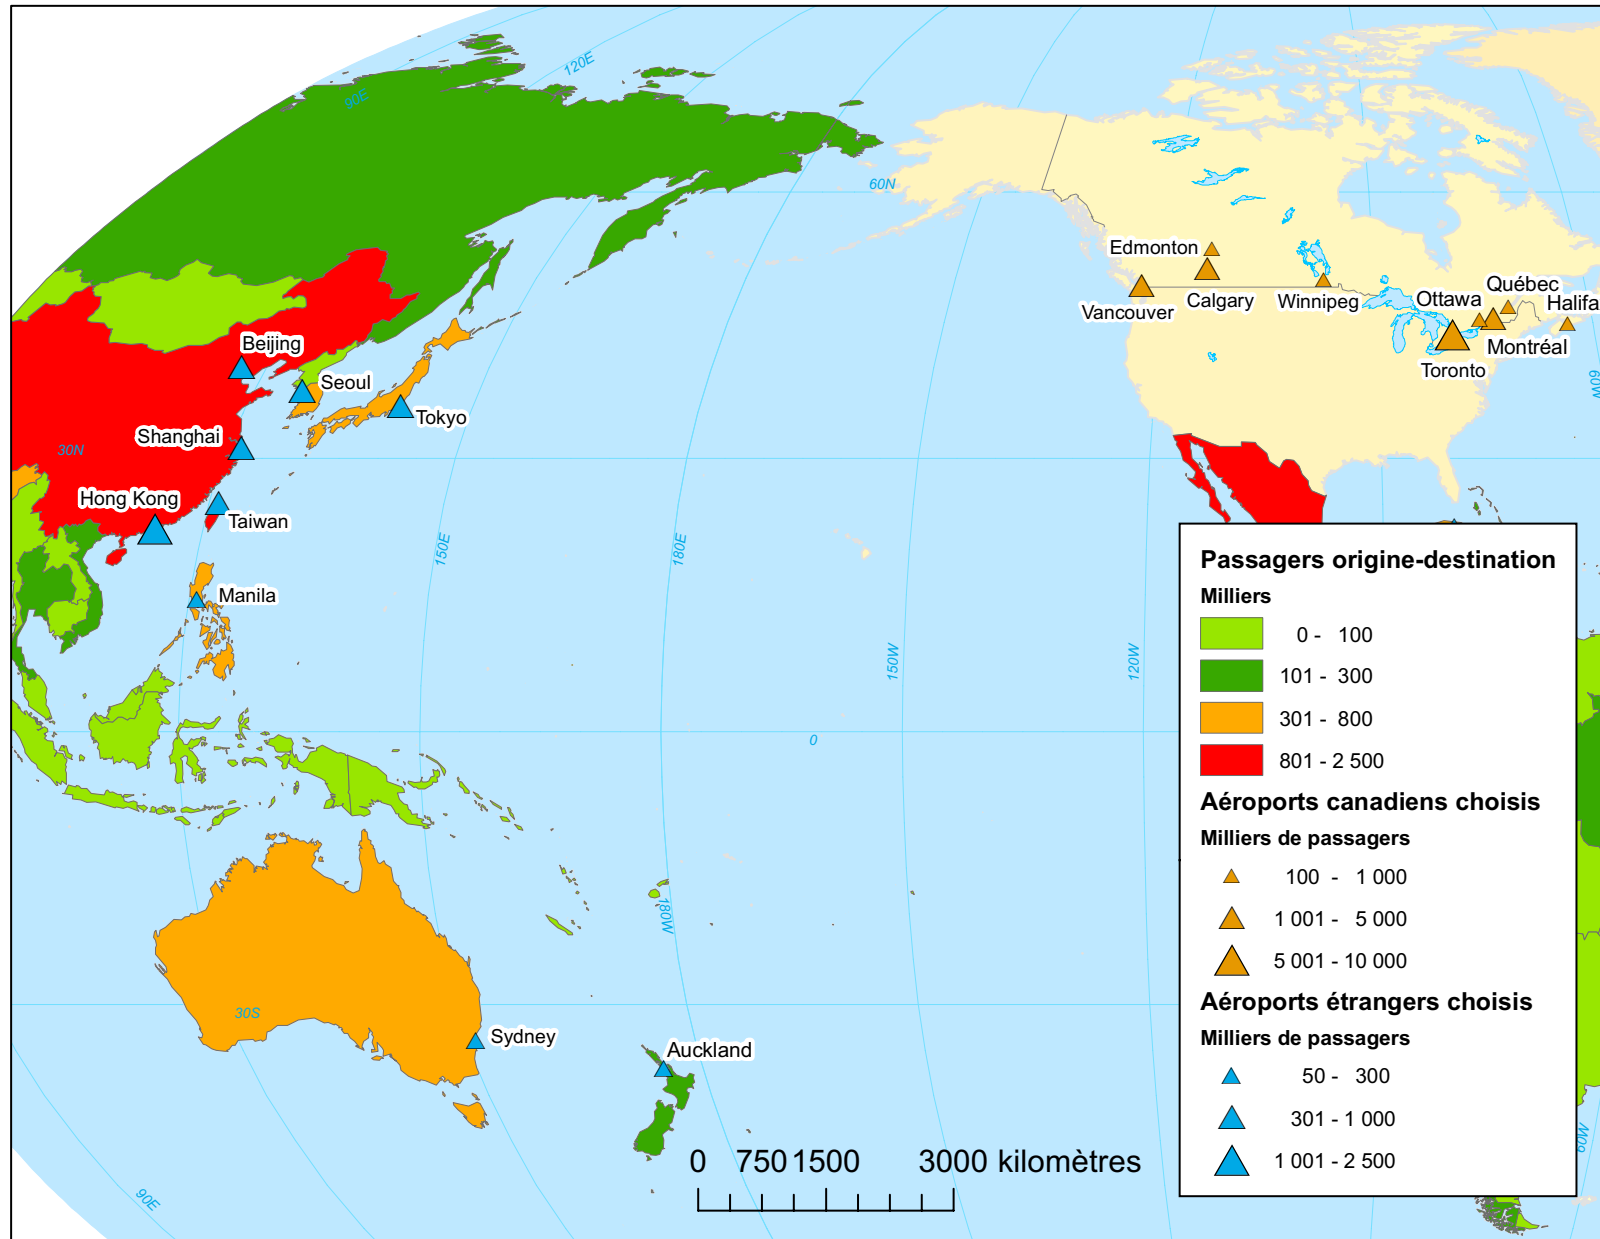 120E
90E
60N
Edmonton
Québec
Ottawa
Halifa
Vancouver
Calgary
Winnipeg
Montréal
Toronto
60W
Beijing
Seoul
Tokyo
Shanghai
30N
Hong Kong
Taiwan
150E
180E
Manila
150W
120W
0
180W
30S
Sydney
Auckland
90E
60W
0 750 1500 3000 kilomètres
Passagers origine-destination
Milliers
0 - 100
101 - 300
301 - 800
801 - 2 500
Aéroports canadiens choisis
Milliers de passagers
100 - 1 000
1 001 - 5 000
5 001 - 10 000
Aéroports étrangers choisis
Milliers de passagers
50 - 300
301 - 1 000
1 001 - 2 500